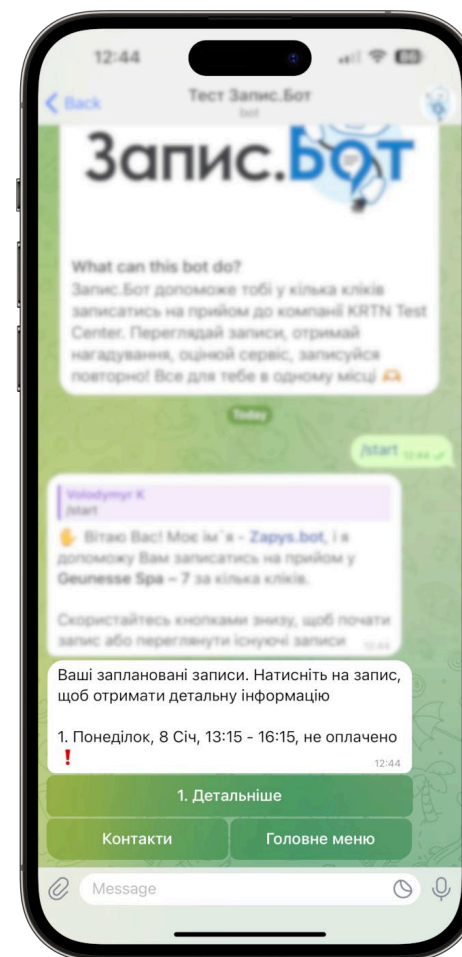 12:44
86
Back
Тест Запис.Бот
bot
Запис.Бот
What can this bot do?
Запис.Бот допоможе тобі у кілька кліків
записатись на прийом до компанії KRTN Test
Center. Переглядай записи, отримай
нагадування, оцінюй сервіс, записуйся
повторно! Все для тебе в одному місці 🫶
Today
/start 12:44
Volodymyr K
/start
✋ Вітаю Вас! Моє ім`я - Zapys.bot, і я
допоможу Вам записатись на прийом у
Geunesse Spa – 7 за кілька кліків.
Скористайтесь кнопками знизу, щоб почати
запис або переглянути існуючі записи 12:44
Ваші заплановані записи. Натисніть на запис,
щоб отримати детальну інформацію
1. Понеділок, 8 Січ, 13:15 - 16:15, не оплачено
❗ 12:44
1. Детальніше
Контакти Головне меню
Message